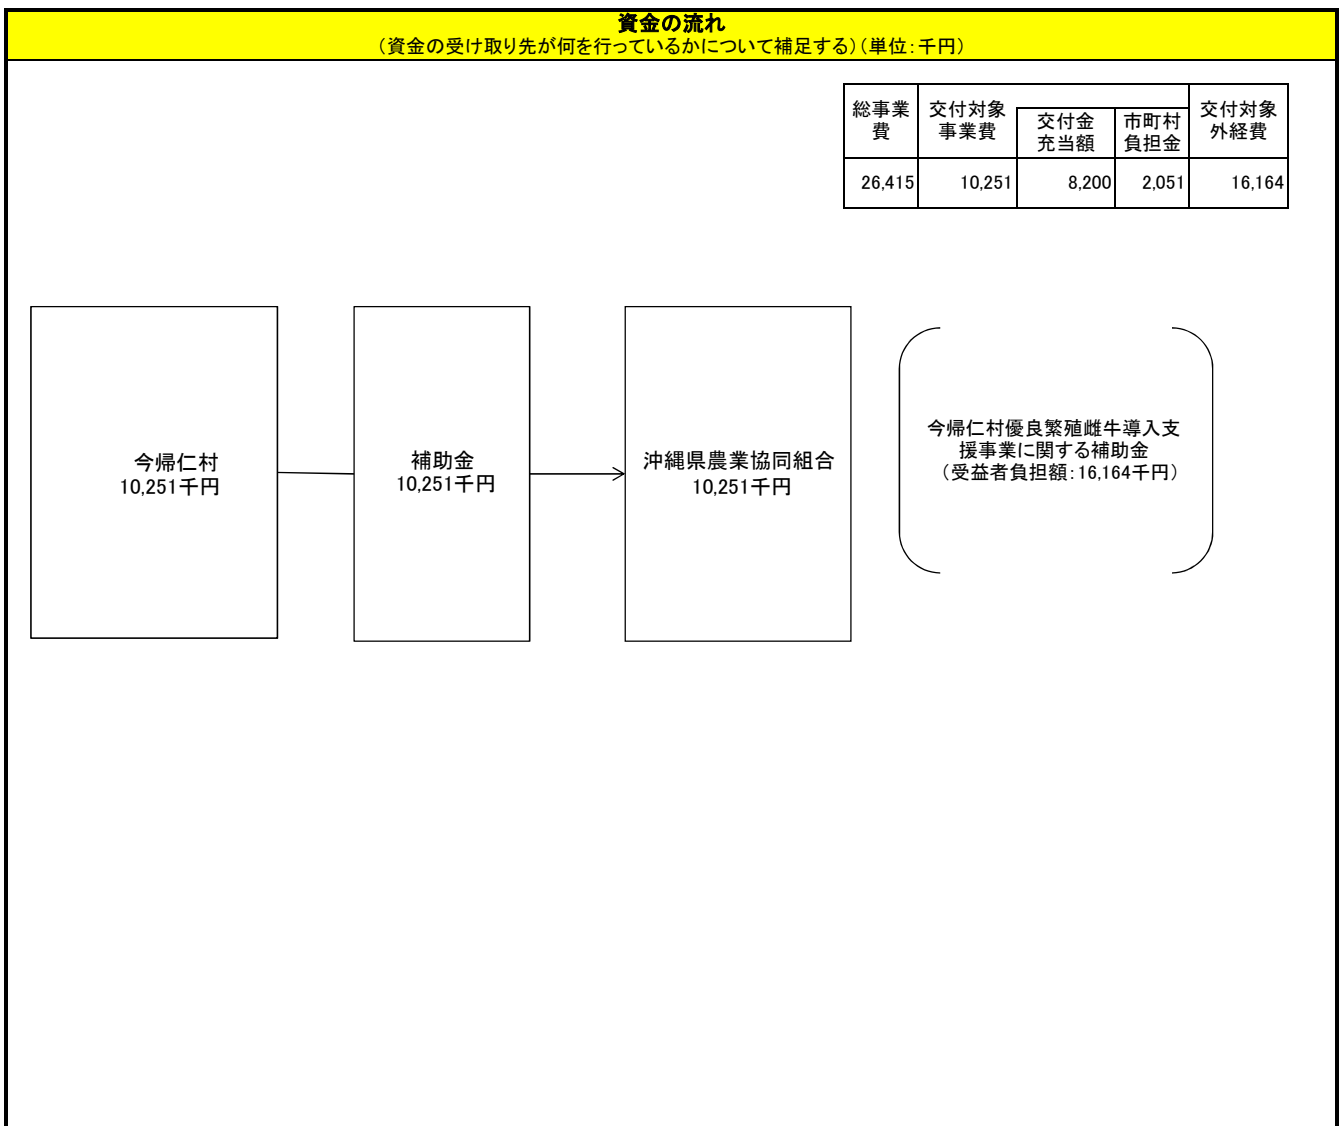 資金の流れ
（資金の受け取り先が何を行っているかについて補足する）（単位：千円）
総事業
費
交付対象
事業費
交付金
充当額
市町村
負担金
交付対象
外経費
26,415
10,251
8,200
2,051
16,164
今帰仁村
10,251千円
補助金
10,251千円
沖縄県農業協同組合
10,251千円
今帰仁村優良繁殖雌牛導入支
援事業に関する補助金
（受益者負担額：16,164千円）